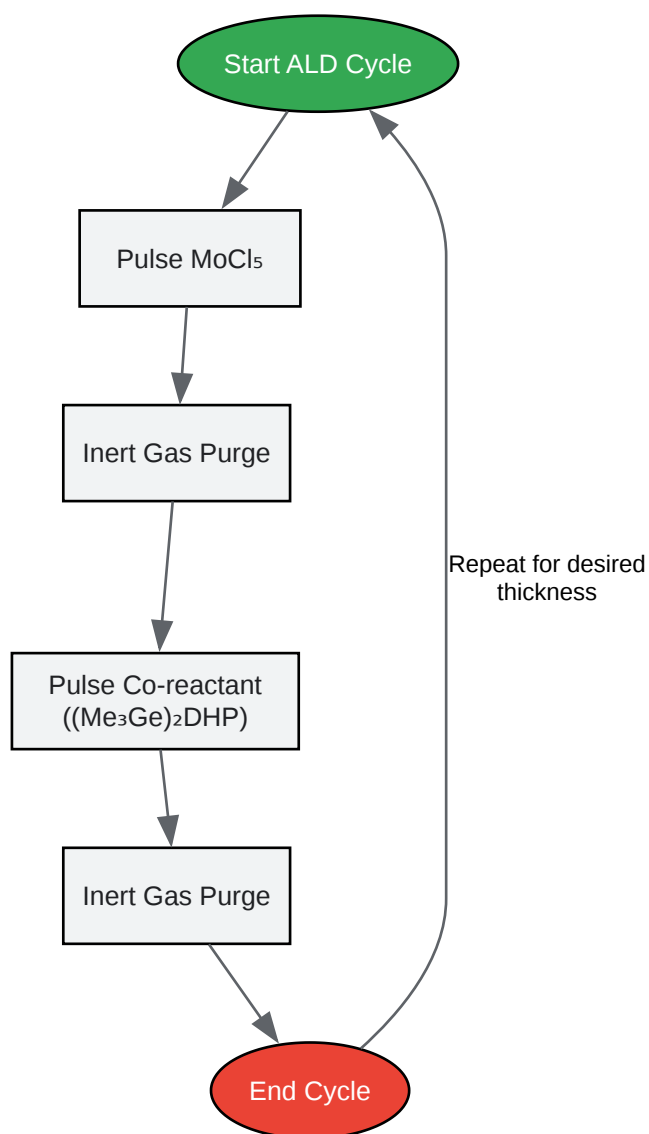 Start ALD Cycle
Pulse MoCl₅
Inert Gas Purge
Repeat for desired
thickness
Pulse Co-reactant
((Me₃Ge)₂DHP)
Inert Gas Purge
End Cycle